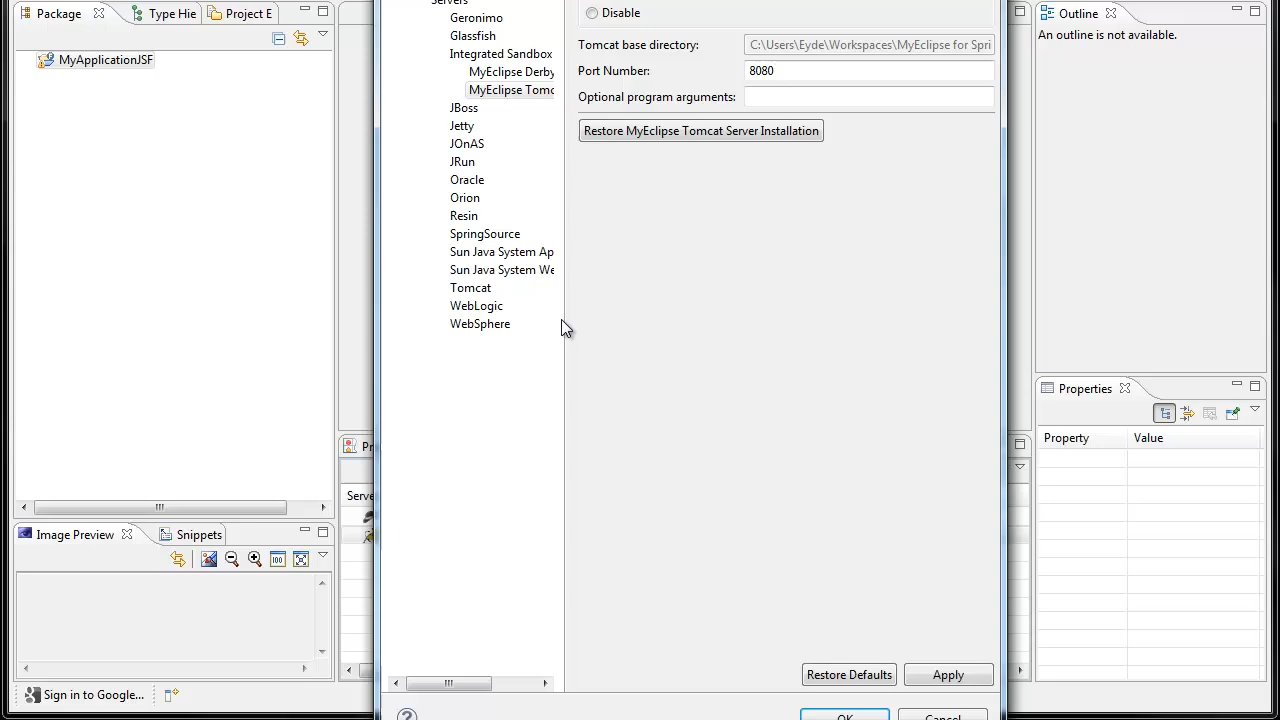 Package
Type Hie
Project E
MyApplicationJSF
Servers
Geronimo
Glassfish
Integrated Sandbox
MyEclipse Derby
MyEclipse Tomc
JBoss
Jetty
JOnAS
JRun
Oracle
Orion
Resin
SpringSource
Sun Java System Ap
Sun Java System We
Tomcat
WebLogic
WebSphere
Disable
Tomcat base directory:
C:\Users\Eyde\Workspaces\MyEclipse for Spri
Port Number:
8080
Optional program arguments:
Restore MyEclipse Tomcat Server Installation
Restore Defaults
Apply
OK
Cancel
Outline
An outline is not available.
Properties
Property
Value
Pr
Serve
Image Preview
Snippets
100
Sign in to Google...